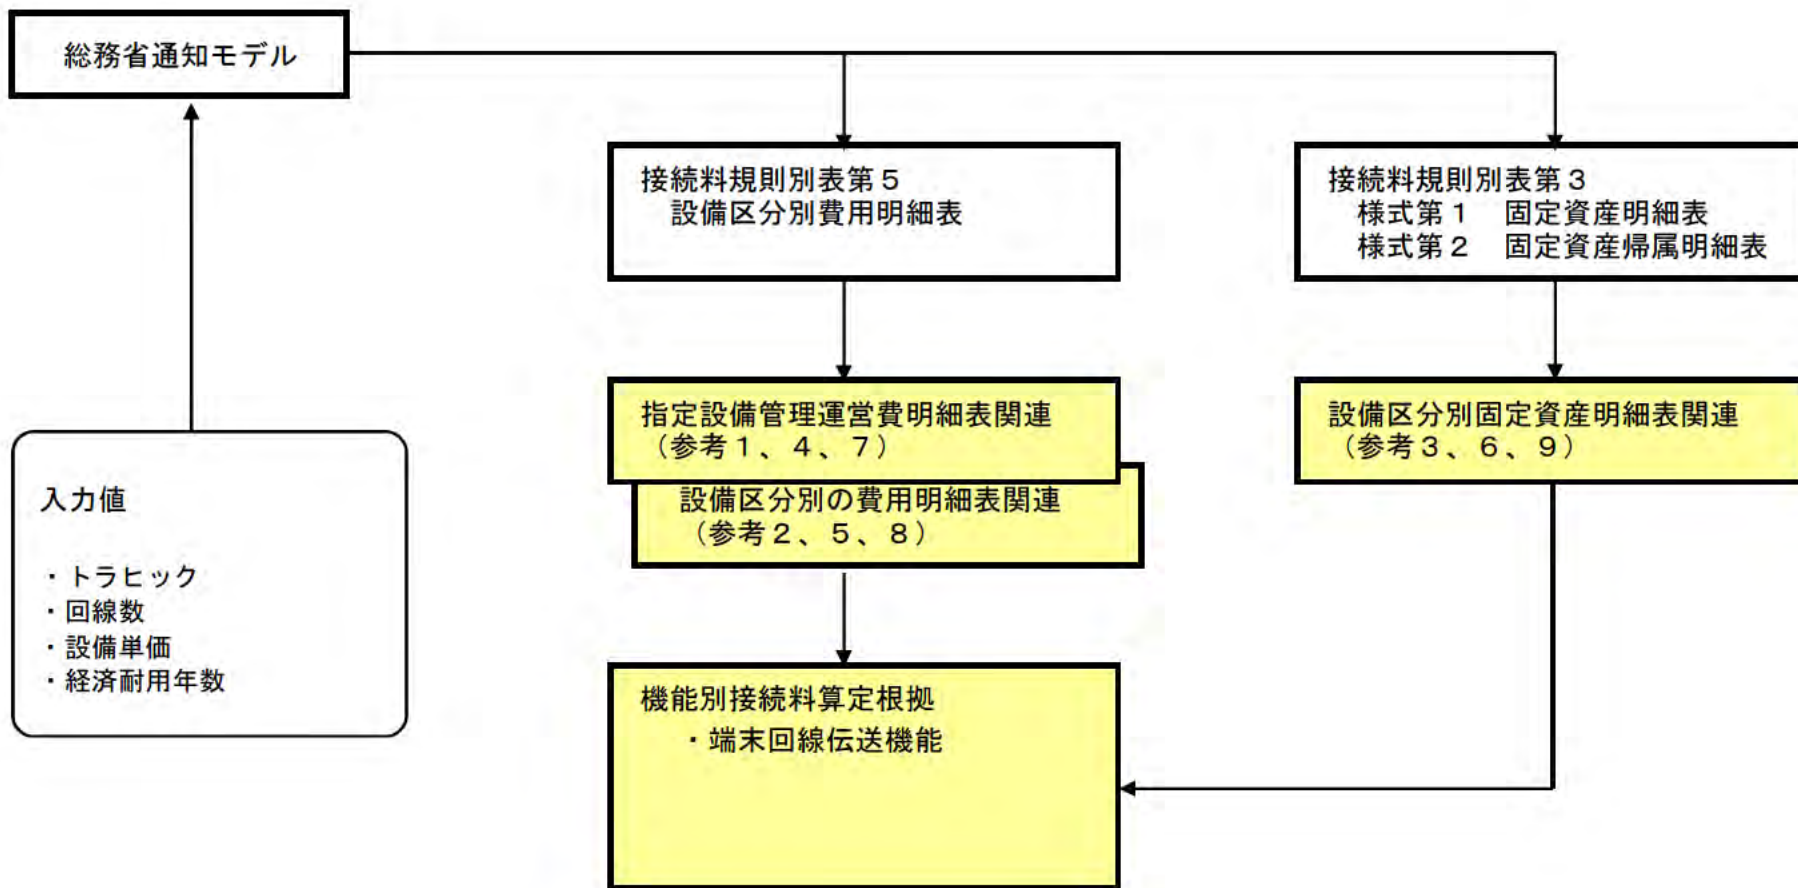 総務省通知モデル
接続料規則別表第５
設備区分別費用明細表
接続料規則別表第３
様式第１　固定資産明細表
様式第２　固定資産帰属明細表
指定設備管理運営費明細表関連
（参考１、４、７）
設備区分別の費用明細表関連
（参考２、５、８）
設備区分別固定資産明細表関連
（参考３、６、９）
入力値
・トラヒック
・回線数
・設備単価
・経済耐用年数
機能別接続料算定根拠
・端末回線伝送機能